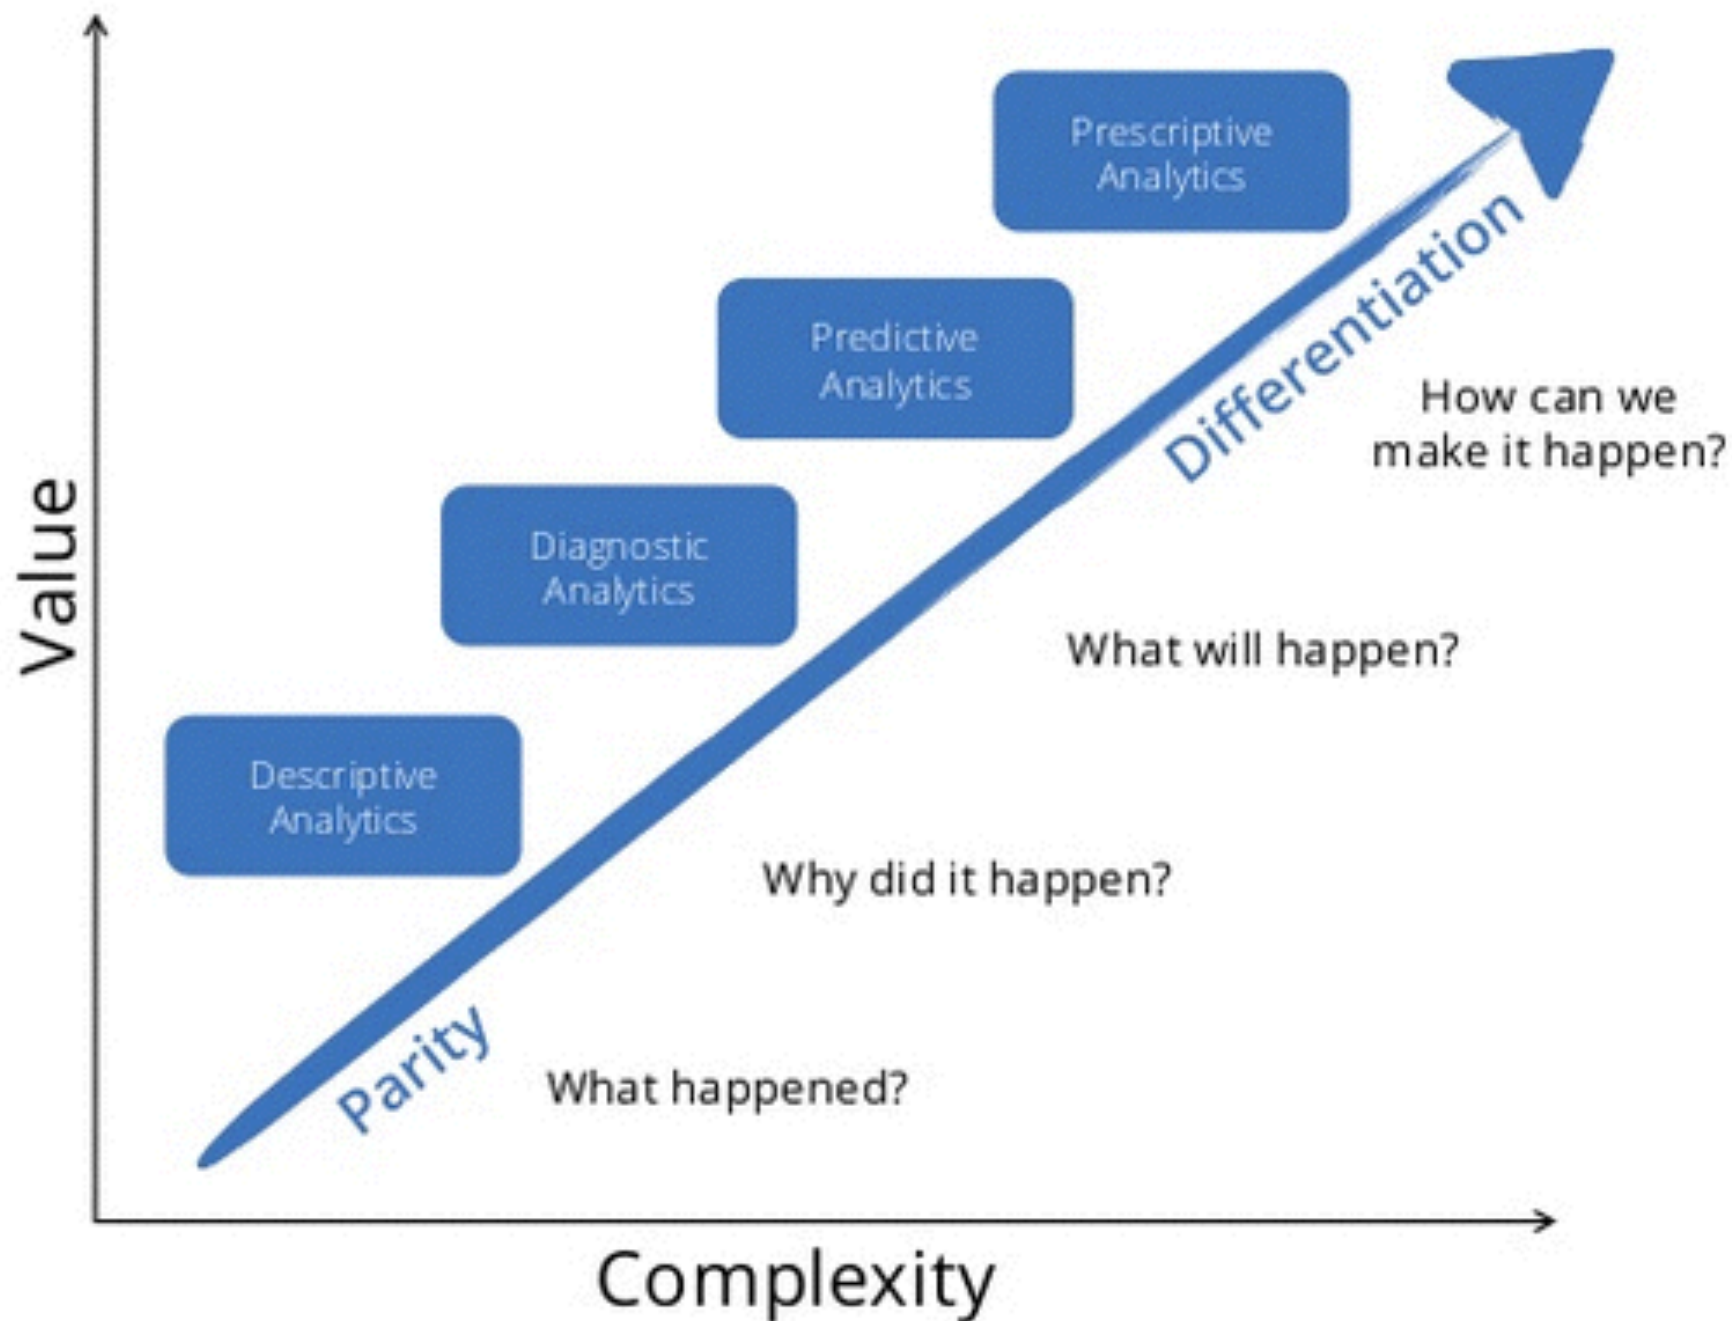 Prescriptive
Analytics
Predictive
Analytics
Differentiation
How can we
make it happen?
Value
Diagnostic
Analytics
What will happen?
Descriptive
Analytics
Why did it happen?
Parity
What happened?
Complexity